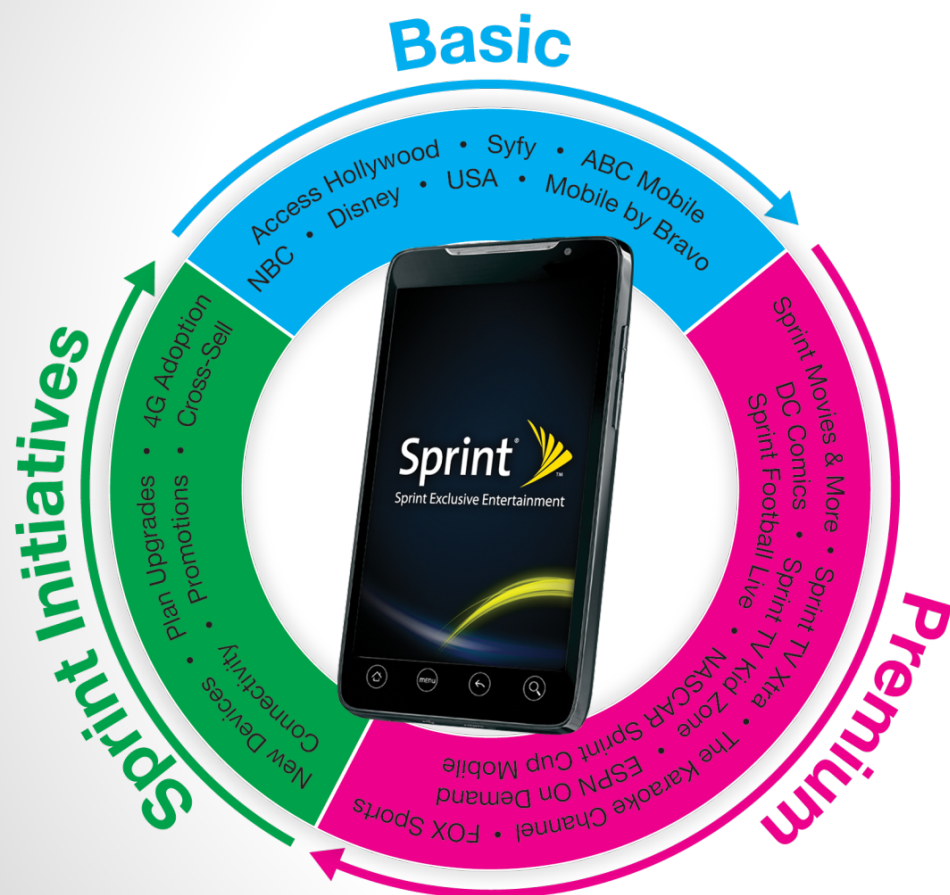 Basic
Access Hollywood • Syfy • ABC Mobile
NBC • Disney • USA • Mobile by Bravo
Premium
Sprint Movies & More • Sprint TV Xtra • The Karaoke Channel • FOX Sports
DC Comics • Sprint TV Kid Zone • ESPN On Demand
Sprint Football Live • NASCAR Sprint Cup Mobile
Sprint Initiatives
New Devices • Plan Upgrades • 4G Adoption
Connectivity • Promotions • Cross-Sell
Sprint®
TM
Sprint Exclusive Entertainment
menu